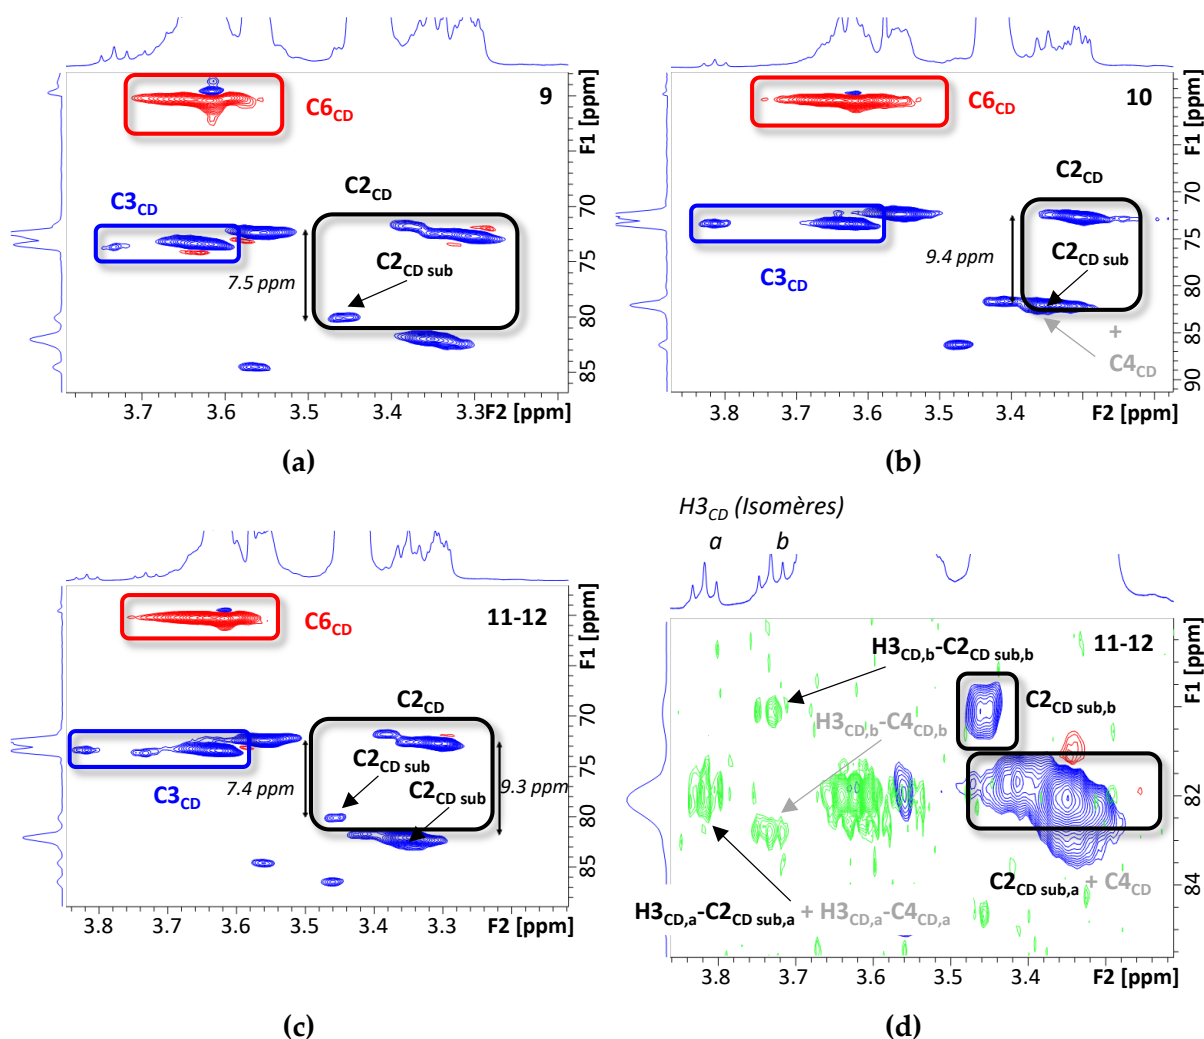 9
C6CD
C2CD
C3CD
C2CD sub
7.5 ppm
70
75
80
85
F1 [ppm]
3.7
3.6
3.5
3.4
3.3
F2 [ppm]
(a)
10
C6CD
C2CD
C2CD sub
C3CD
9.4 ppm
+
C4CD
70
75
80
85
90
F1 [ppm]
3.8
3.7
3.6
3.5
3.4
F2 [ppm]
(b)
11-12
C6CD
C2CD
C2CD sub
C2CD sub
C3CD
7.4 ppm
9.3 ppm
70
75
80
85
F1 [ppm]
3.8
3.7
3.6
3.5
3.4
3.3
F2 [ppm]
(c)
H3CD (Isomères)
a
b
11-12
H3CD,b-C2CD sub,b
C2CD sub,b
H3CD,b-C4CD,b
C2CD sub,a + C4CD
H3CD,a-C2CD sub,a + H3CD,a-C4CD,a
F1 [ppm]
82
84
3.8
3.7
3.6
3.5
3.4
F2 [ppm]
(d)